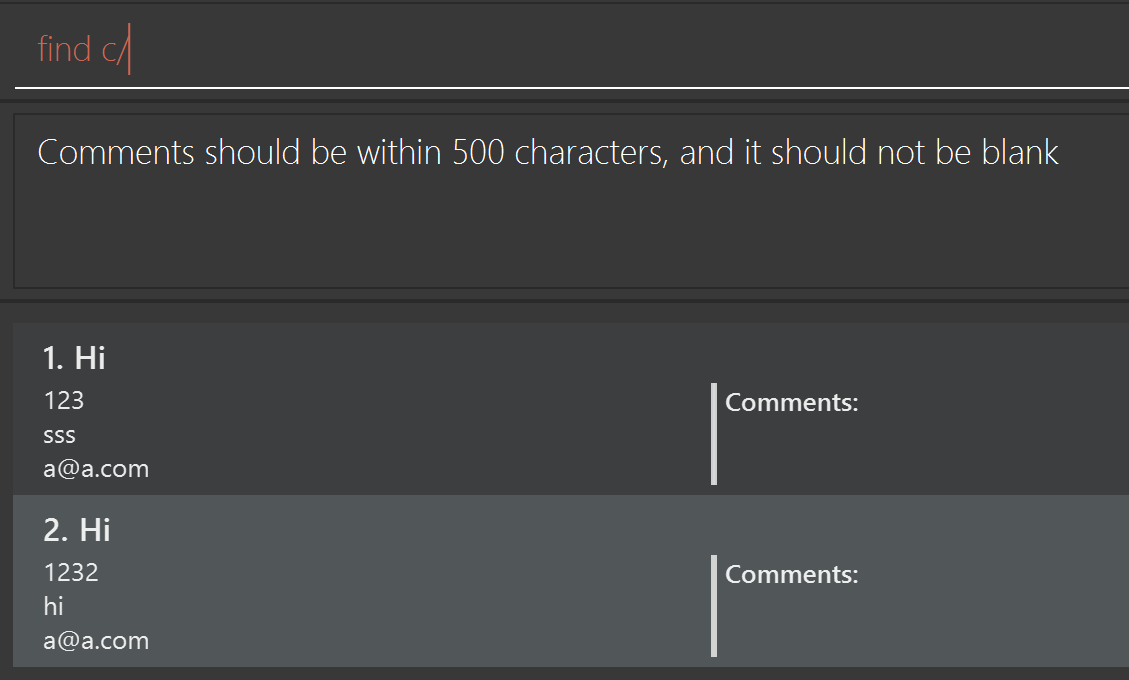 find c/
Comments should be within 500 characters, and it should not be blank
1. Hi
123
sss
a@a.com
Comments:
2. Hi
1232
hi
a@a.com
Comments: